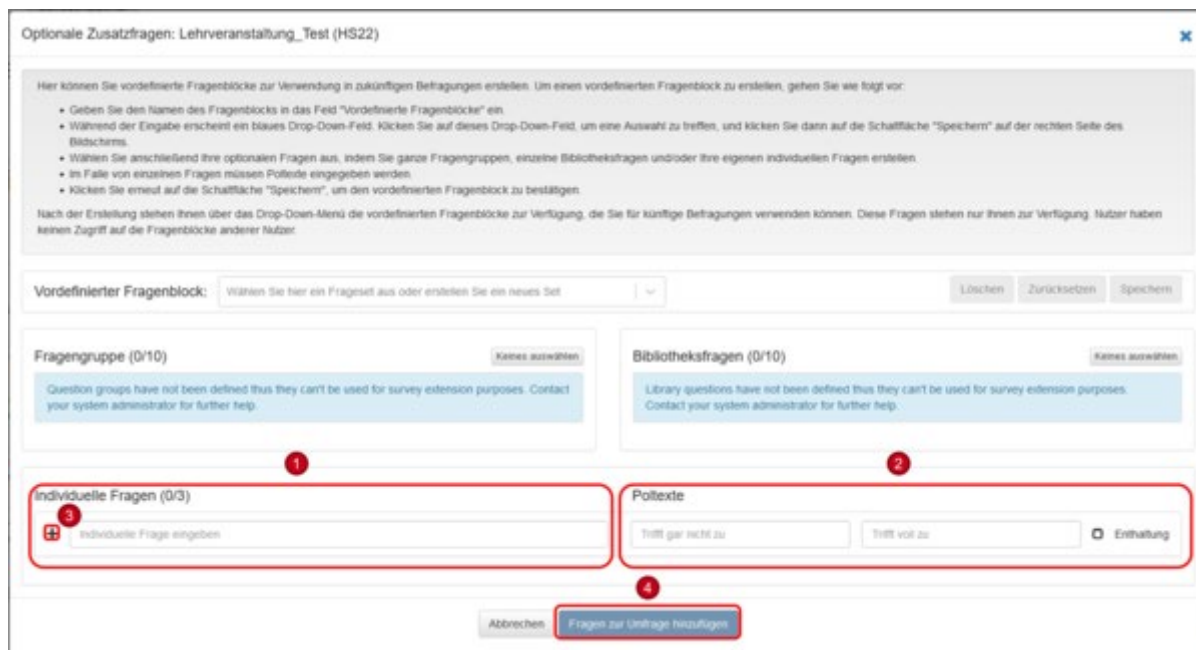 Optionale Zusatzfragen: Lehrveranstaltung_Test (HS22)
Hier können Sie vordefinierte Fragenblöcke zur Verwendung in zukünftigen Befragungen erstellen. Um einen vordefinierten Fragenblock zu erstellen, gehen Sie wie folgt vor:
• Geben Sie den Namen des Fragenblocks in das Feld "Vordefinierte Fragenblöcke" ein.
• Während der Eingabe erscheint ein blaues Drop-Down-Feld. Klicken Sie auf dieses Drop-Down-Feld, um eine Auswahl zu treffen, und klicken Sie dann auf die Schaltfläche "Speichern" auf der rechten Seite des
Bildschirms.
• Wählen Sie anschließend Ihre optionalen Fragen aus, indem Sie ganze Fragengruppen, einzelne Bibliotheksfragen und/oder Ihre eigenen individuellen Fragen erstellen.
• Im Falle von einzelnen Fragen müssen Poltexte eingegeben werden.
• Klicken Sie erneut auf die Schaltfläche "Speichern", um den vordefinierten Fragenblock zu bestätigen.
Nach der Erstellung stehen Ihnen über das Drop-Down-Menü die vordefinierten Fragenblöcke zur Verfügung, die Sie für künftige Befragungen verwenden können. Diese Fragen stehen nur Ihnen zur Verfügung. Nutzer haben
keinen Zugriff auf die Fragenblöcke anderer Nutzer.
Vordefinierter Fragenblock: Wählen Sie hier ein Frageset aus oder erstellen Sie ein neues Set Löschen Zurücksetzen Speichern
Fragengruppe (0/10) Keines auswählen
Question groups have not been defined thus they can't be used for survey extension purposes. Contact
your system administrator for further help.
Bibliotheksfragen (0/10) Keines auswählen
Library questions have not been defined thus they can't be used for survey extension purposes.
Contact your system administrator for further help.
1
2
Individuelle Fragen (0/3)
3
Individuelle Frage eingeben
Poltexte
Trifft gar nicht zu Trifft voll zu Enthaltung
4
Abbrechen Fragen zur Umfrage hinzufügen